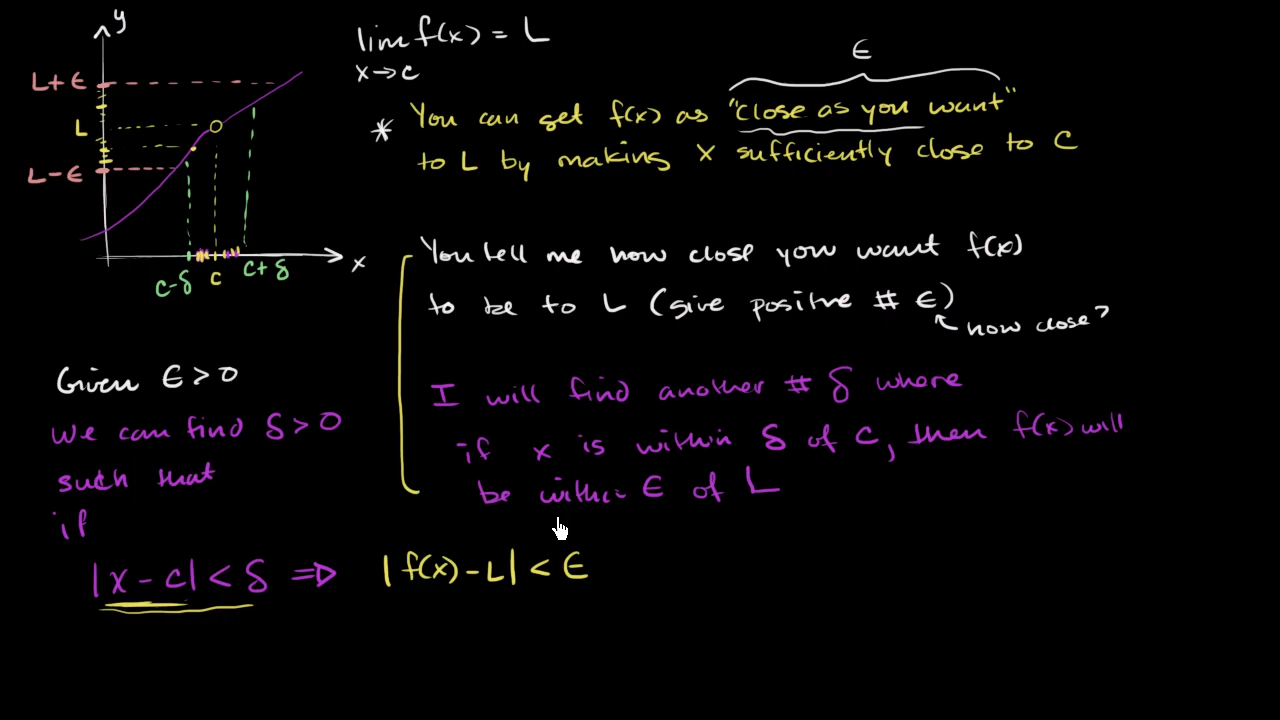 y
L+ε
L
L-ε
c-δ
c
c+δ
x
lim f(x) = L
x→c
ε
* You can get f(x) as "close as you want"
to L by making x sufficiently close to c
You tell me how close you want f(x)
to be to L (give positive # ε)
how close?
I will find another # δ where
if x is within δ of c, then f(x) will
be within ε of L
Given ε > 0
we can find δ > 0
such that
if
|x - c| < δ ⇒ |f(x) - L| < ε